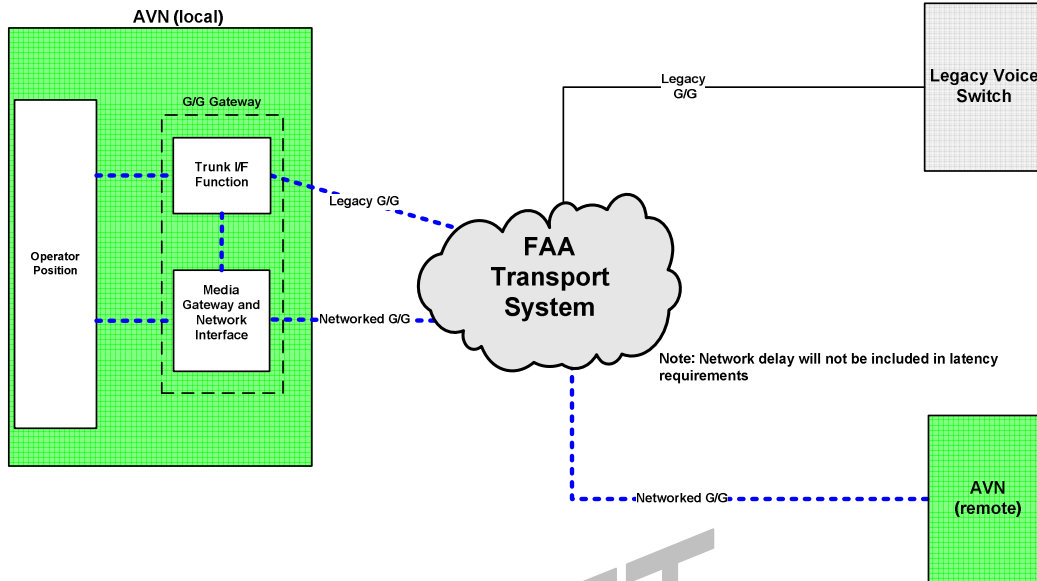 AVN (local)
G/G Gateway
Trunk I/F
Function
Operator
Position
Media
Gateway and
Network
Interface
Legacy G/G
Networked G/G
FAA
Transport
System
Legacy
G/G
Legacy Voice
Switch
Note: Network delay will not be included in latency
requirements
Networked G/G
AVN
(remote)